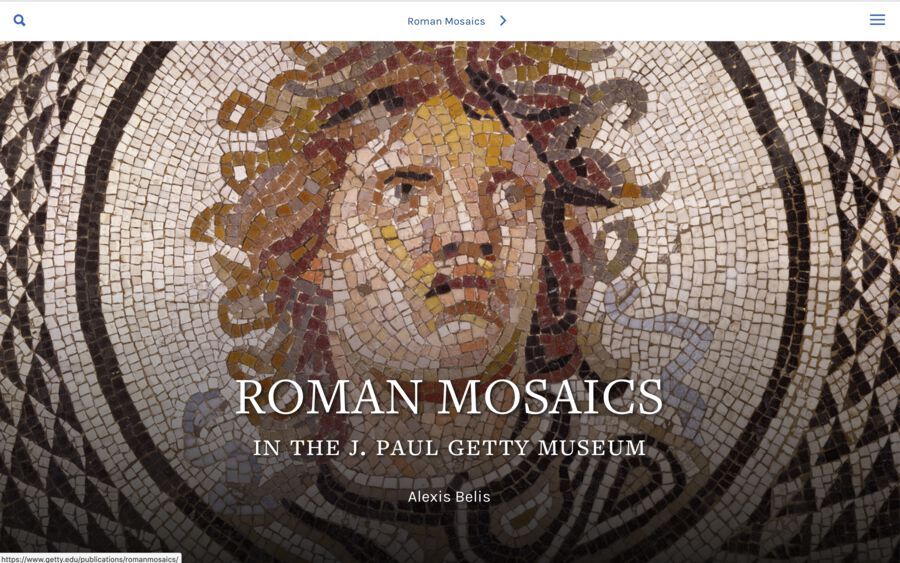 Roman Mosaics
ROMAN MOSAICS
IN THE J. PAUL GETTY MUSEUM
Alexis Belis
https://www.getty.edu/publications/romanmosaics/